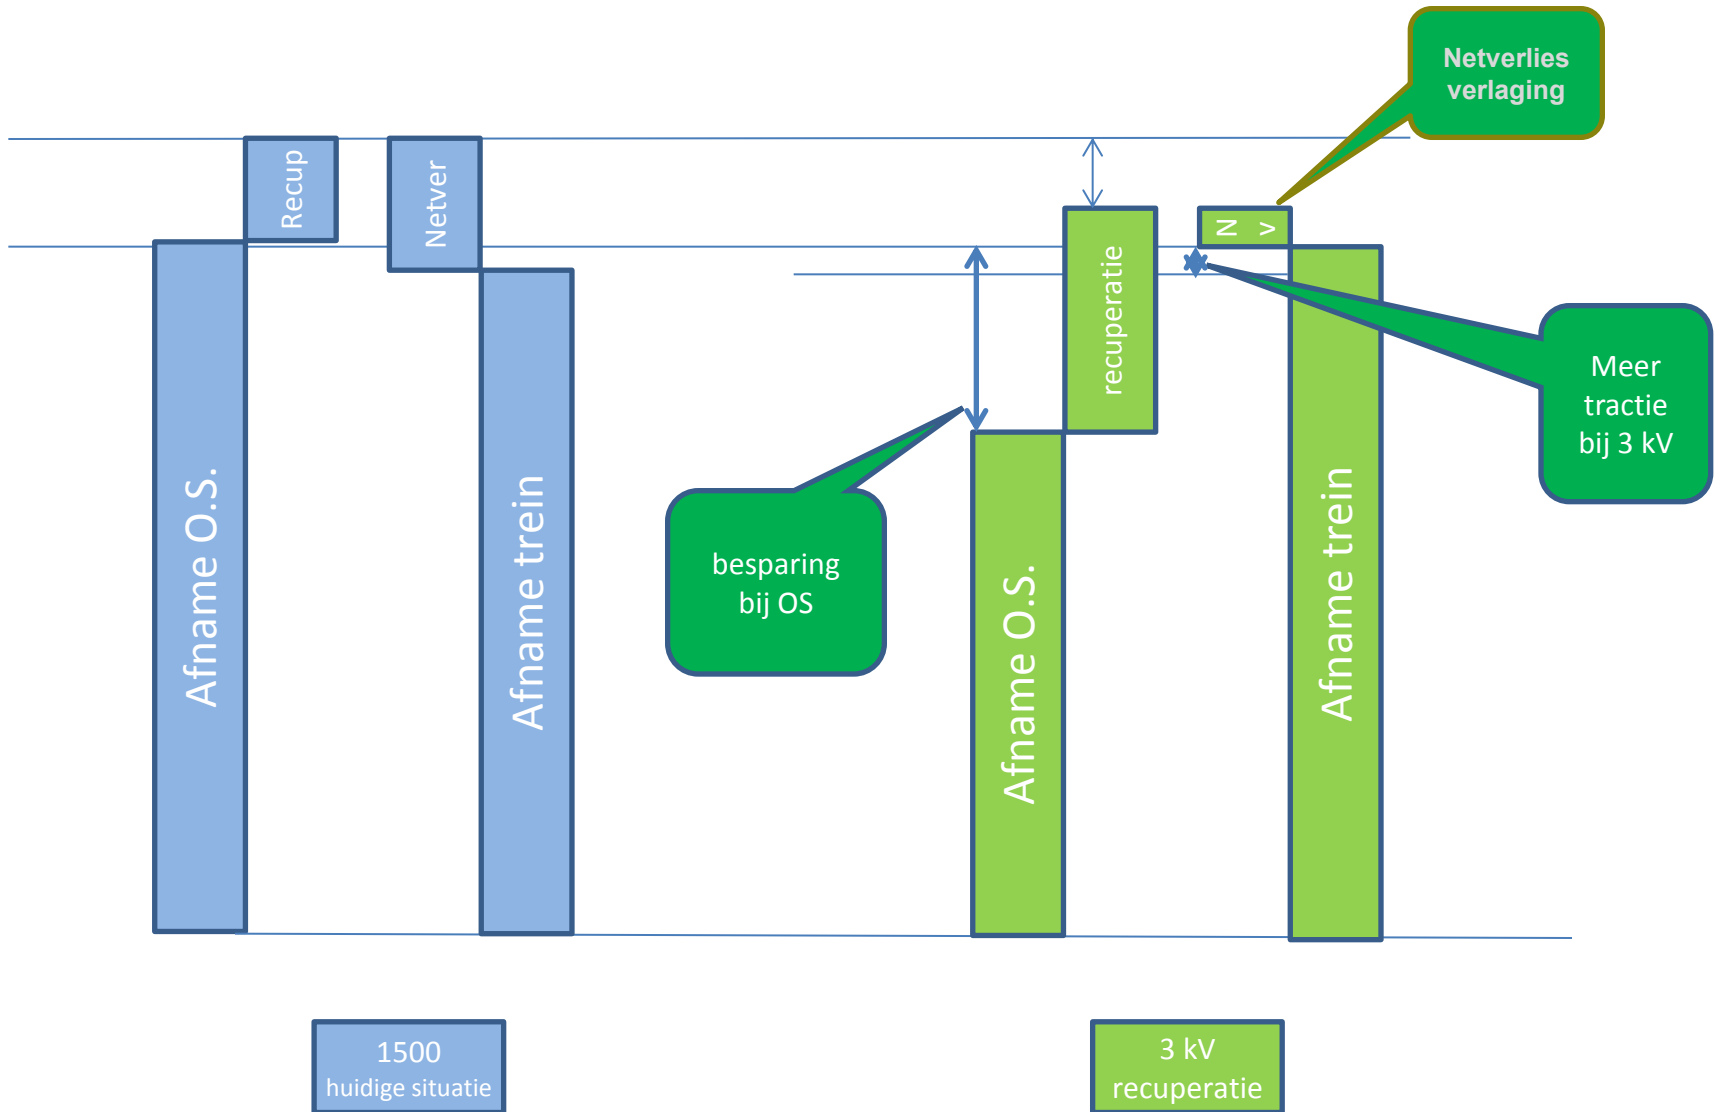 Netverlies
verlaging
Recup
Netver
recuperatie
N
v
Meer
tractie
bij 3 kV
besparing
bij OS
Afname O.S.
Afname trein
Afname O.S.
Afname trein
1500
huidige situatie
3 kV
recuperatie